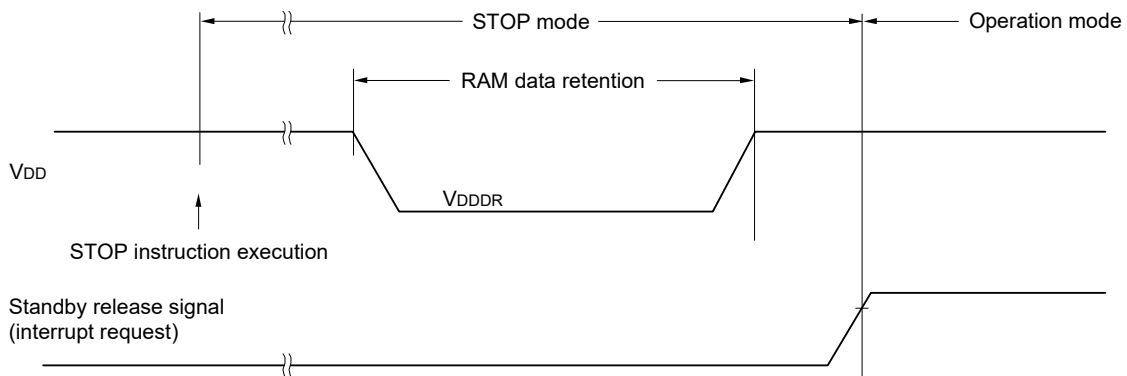 STOP mode
Operation mode
RAM data retention
VDD
VDDDR
STOP instruction execution
Standby release signal
(interrupt request)